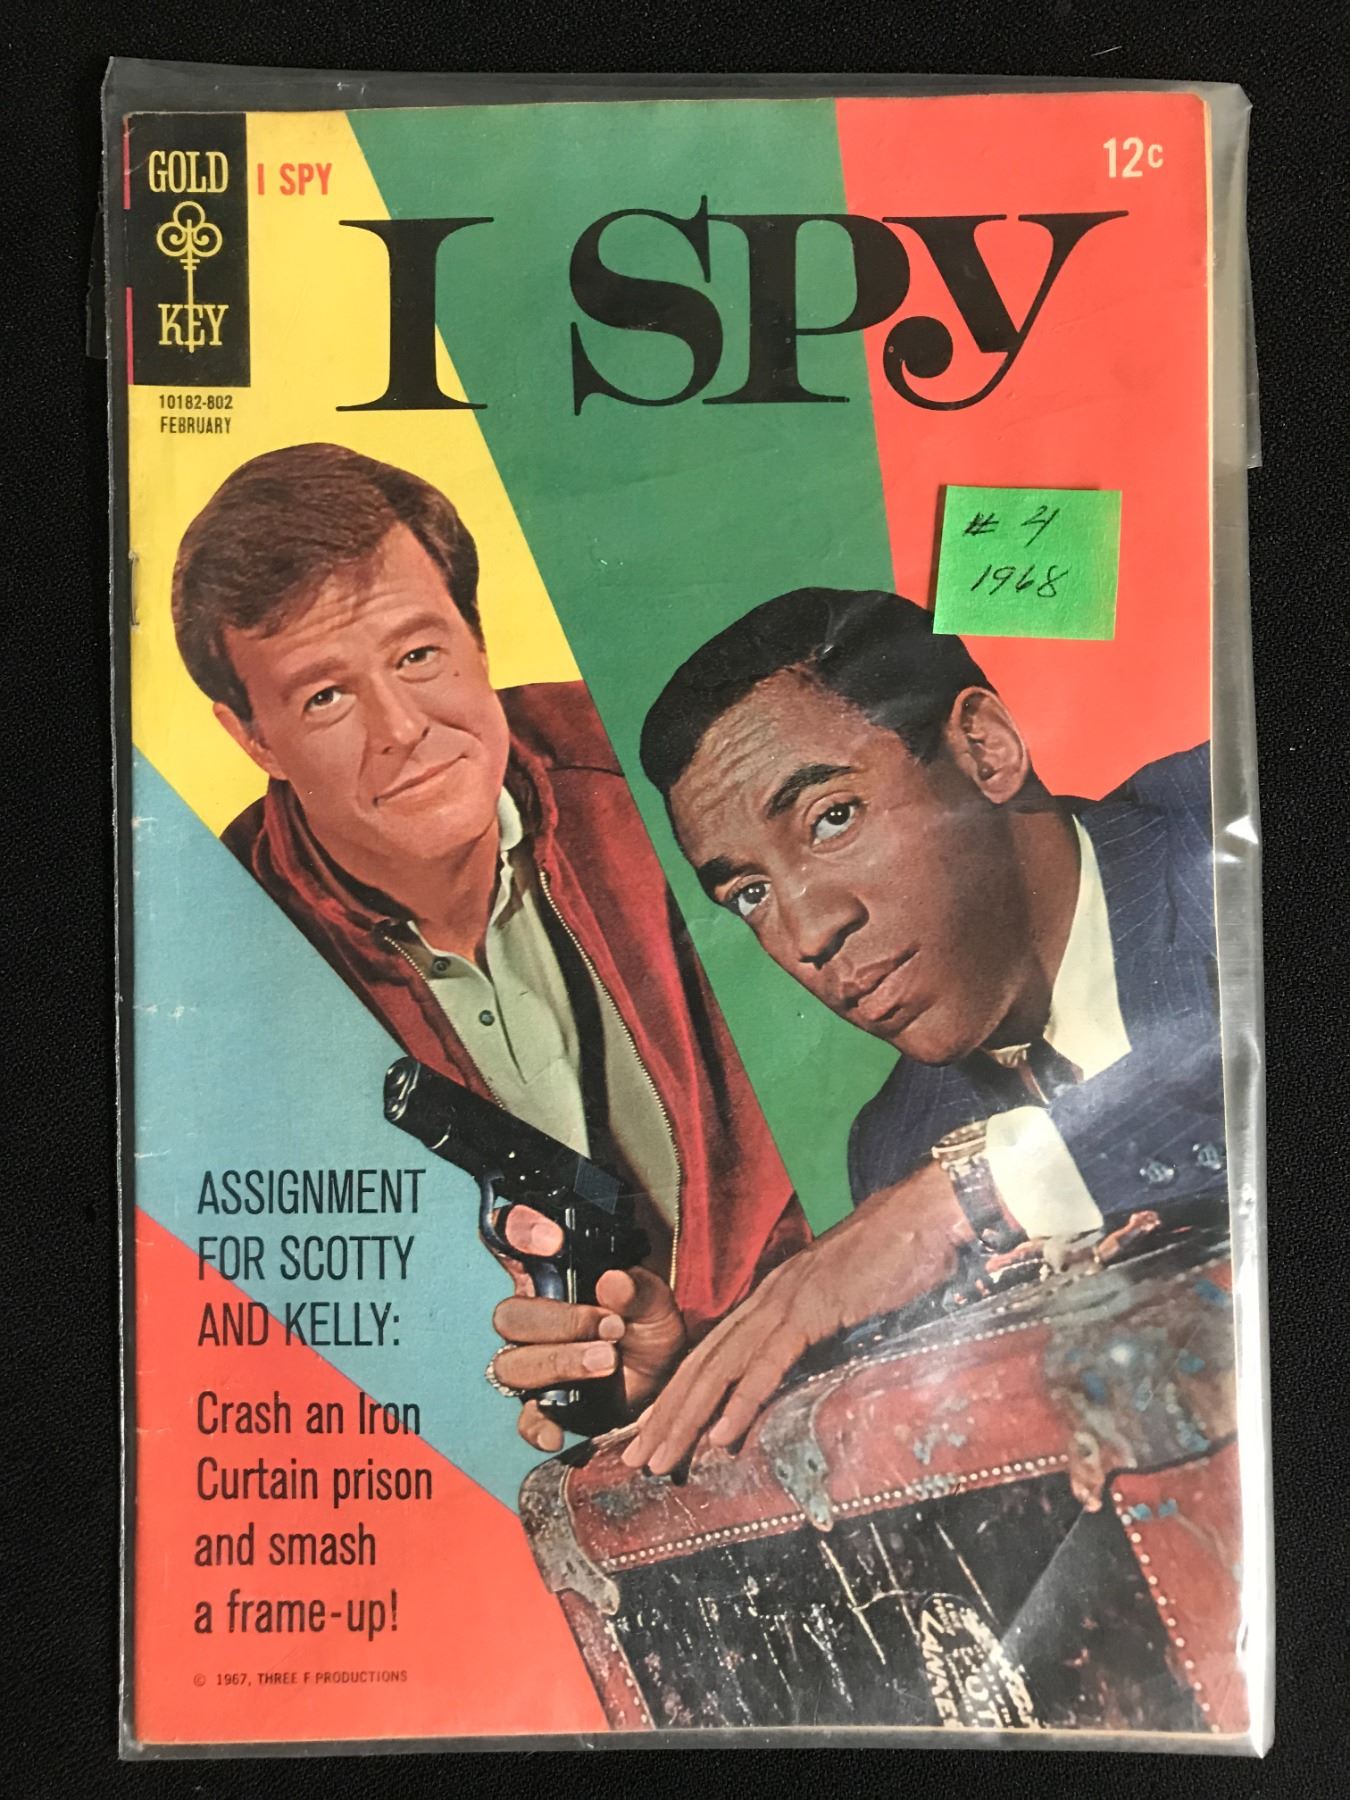 GOLD
KEY
I SPY
12¢
I SPY
10182-802
FEBRUARY
# 4
1968
ASSIGNMENT
FOR SCOTTY
AND KELLY:
Crash an Iron
Curtain prison
and smash
a frame-up!
© 1967, THREE F PRODUCTIONS